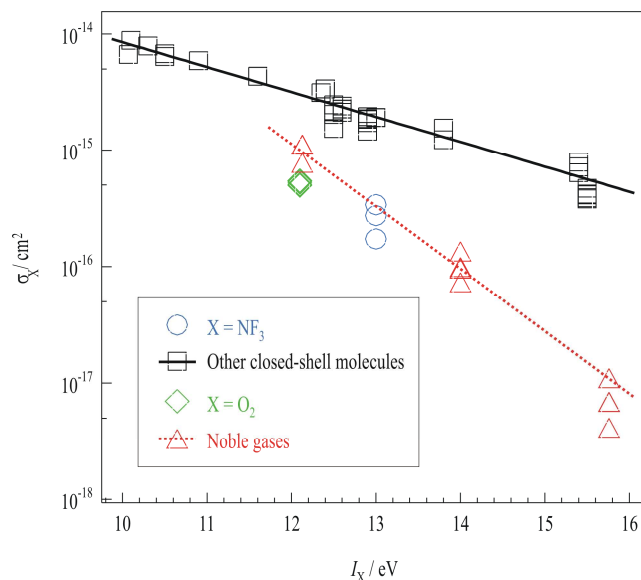 10⁻¹⁴
10⁻¹⁵
10⁻¹⁶
10⁻¹⁷
10⁻¹⁸
σX / cm²
X = NF₃
Other closed-shell molecules
X = O₂
Noble gases
10 11 12 13 14 15 16
IX / eV